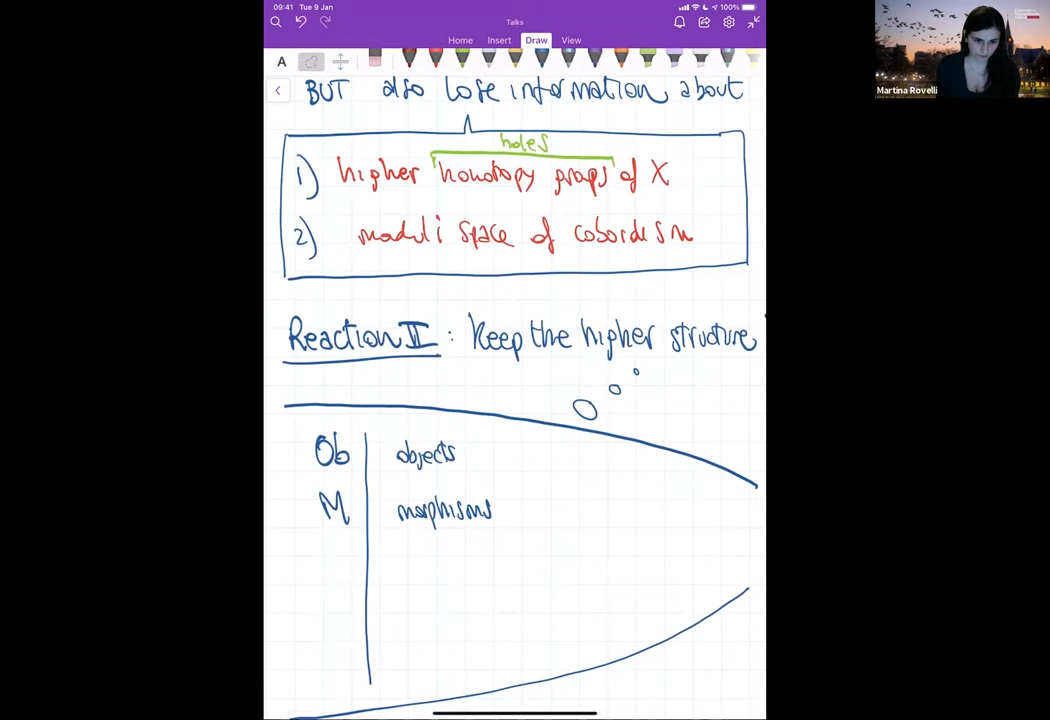 09:41 Tue 9 Jan
100%
Talks
Home Insert Draw View
A
BUT also lose information about
holes
1) higher homotopy groups of X
2) moduli space of cobordism
Reaction II : Keep the higher structure
Ob objects
M morphisms
Martina Rovelli